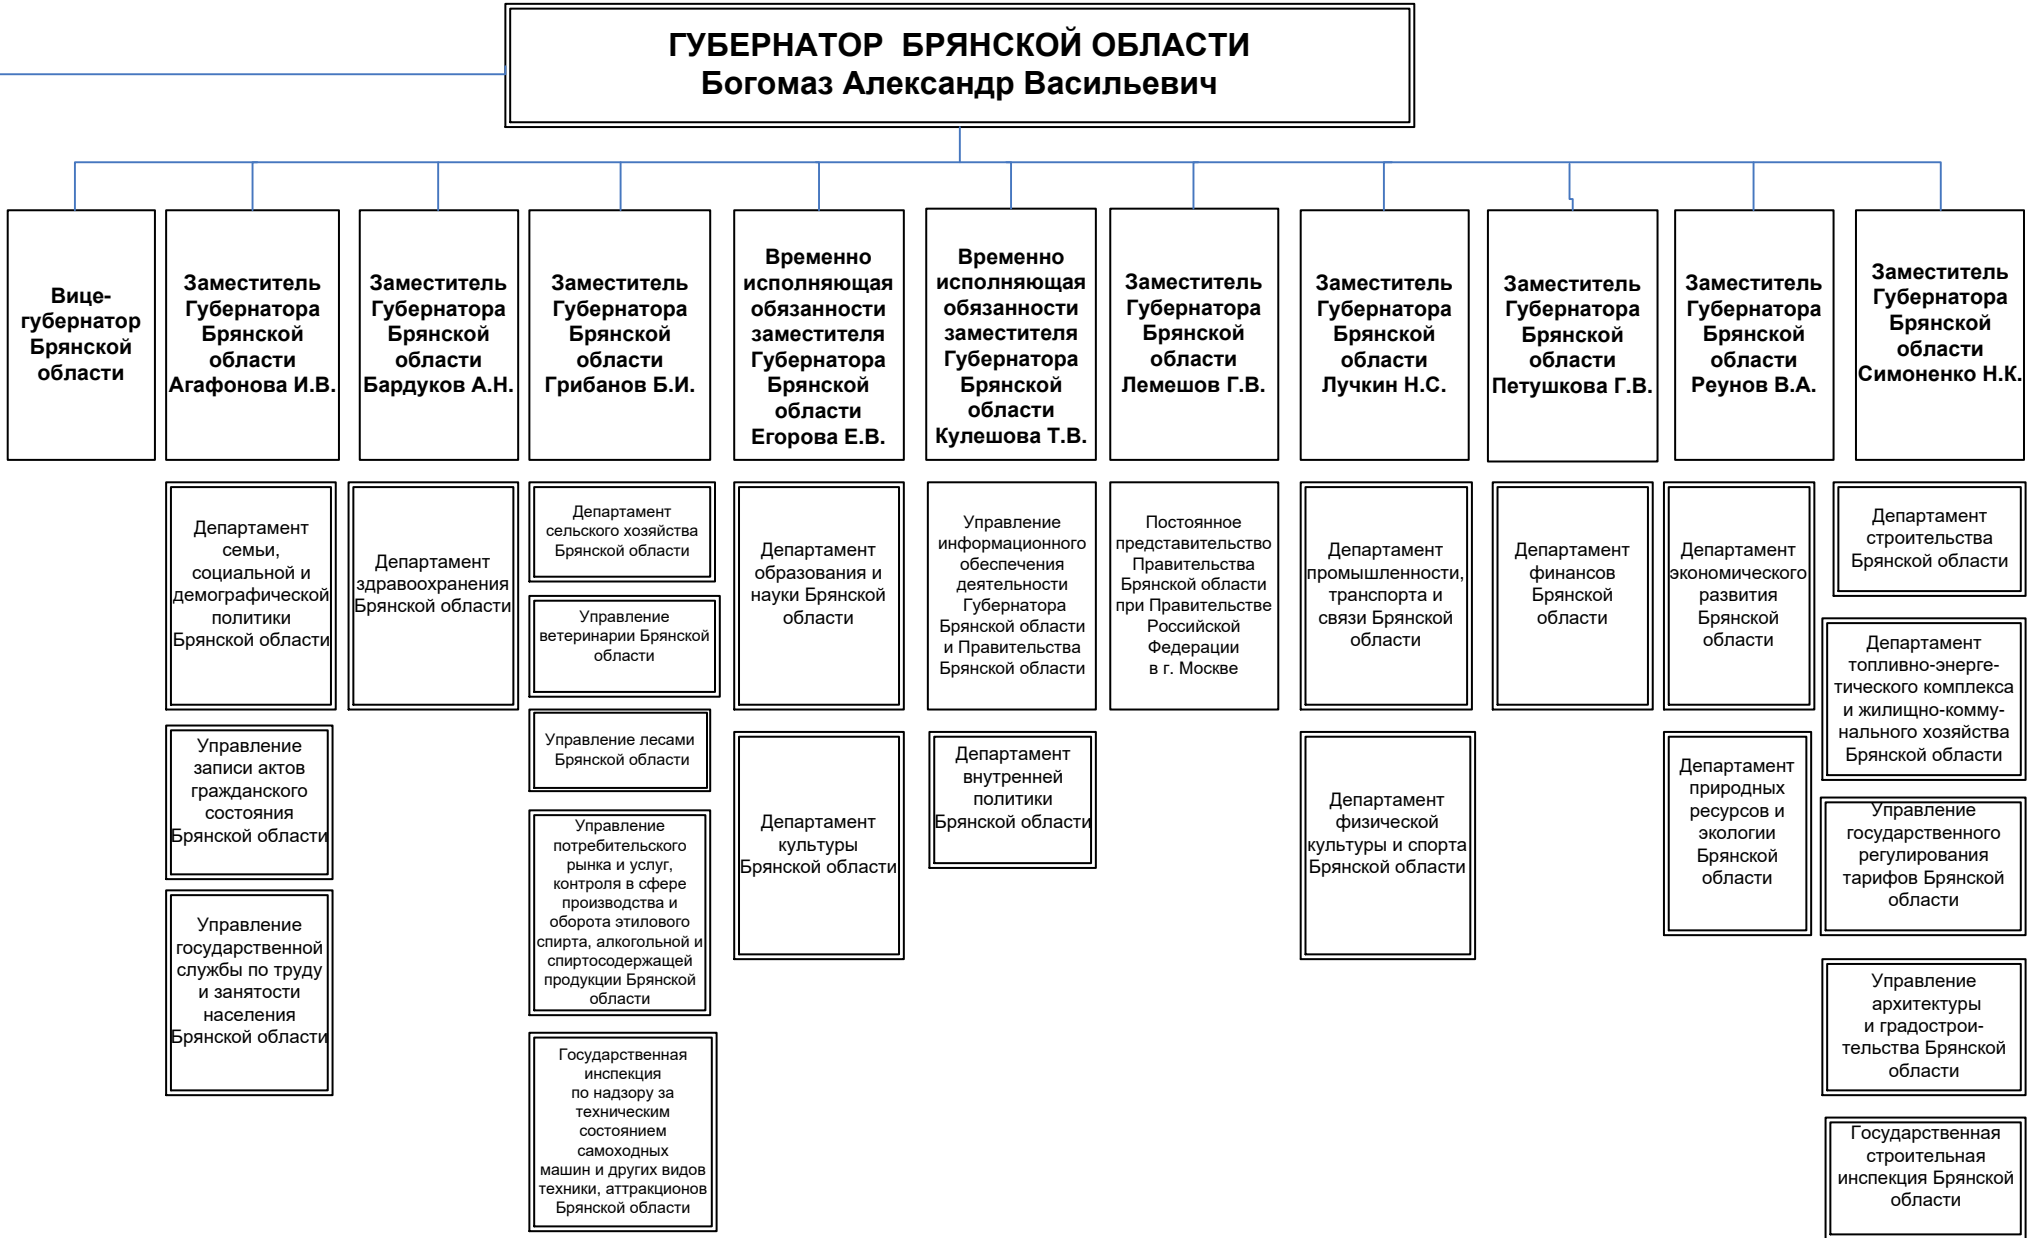 ГУБЕРНАТОР БРЯНСКОЙ ОБЛАСТИ
Богомаз Александр Васильевич
Вице-
губернатор
Брянской
области
Заместитель
Губернатора
Брянской
области
Агафонова И.В.
Заместитель
Губернатора
Брянской
области
Бардуков А.Н.
Заместитель
Губернатора
Брянской
области
Грибанов Б.И.
Временно
исполняющая
обязанности
заместителя
Губернатора
Брянской
области
Егорова Е.В.
Временно
исполняющая
обязанности
заместителя
Губернатора
Брянской
области
Кулешова Т.В.
Заместитель
Губернатора
Брянской
области
Лемешов Г.В.
Заместитель
Губернатора
Брянской
области
Лучкин Н.С.
Заместитель
Губернатора
Брянской
области
Петушкова Г.В.
Заместитель
Губернатора
Брянской
области
Реунов В.А.
Заместитель
Губернатора
Брянской
области
Симоненко Н.К.
Департамент
семьи,
социальной и
демографической
политики
Брянской области
Управление
записи актов
гражданского
состояния
Брянской области
Управление
государственной
службы по труду
и занятости
населения
Брянской области
Департамент
здравоохранения
Брянской области
Департамент
сельского хозяйства
Брянской области
Управление
ветеринарии Брянской
области
Управление лесами
Брянской области
Управление
потребительского
рынка и услуг,
контроля в сфере
производства и
оборота этилового
спирта, алкогольной и
спиртосодержащей
продукции Брянской
области
Государственная
инспекция
по надзору за
техническим
состоянием
самоходных
машин и других видов
техники, аттракционов
Брянской области
Департамент
образования и
науки Брянской
области
Департамент
культуры
Брянской области
Управление
информационного
обеспечения
деятельности
Губернатора
Брянской области
и Правительства
Брянской области
Департамент
внутренней
политики
Брянской области
Постоянное
представительство
Правительства
Брянской области
при Правительстве
Российской
Федерации
в г. Москве
Департамент
промышленности,
транспорта и
связи Брянской
области
Департамент
физической
культуры и спорта
Брянской области
Департамент
финансов
Брянской
области
Департамент
экономического
развития
Брянской
области
Департамент
природных
ресурсов и
экологии
Брянской
области
Департамент
строительства
Брянской области
Департамент
топливно-энерге-
тического комплекса
и жилищно-комму-
нального хозяйства
Брянской области
Управление
государственного
регулирования
тарифов Брянской
области
Управление
архитектуры
и градострои-
тельства Брянской
области
Государственная
строительная
инспекция Брянской
области